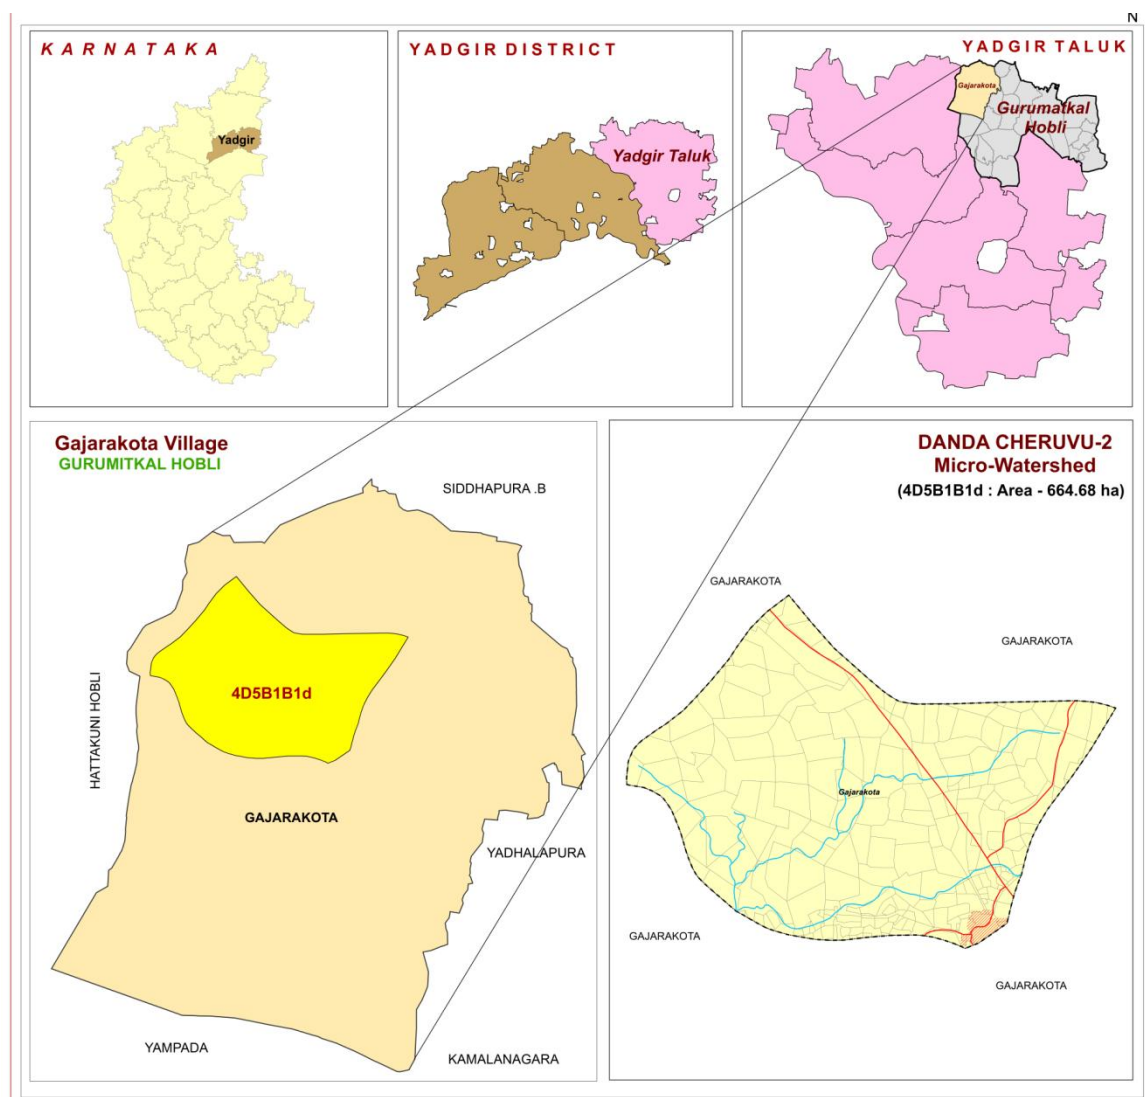 N
KARNATAKA
Yadgir
YADGIR DISTRICT
Yadgir Taluk
YADGIR TALUK
Gajarakota
Gurumatkal
Hobli
Gajarakota Village
GURUMITKAL HOBLI
SIDDHAPURA .B
HATTAKUNI HOBLI
4D5B1B1d
GAJARAKOTA
YADHALAPURA
YAMPADA
KAMALANAGARA
DANDA CHERUVU-2
Micro-Watershed
(4D5B1B1d : Area - 664.68 ha)
GAJARAKOTA
GAJARAKOTA
Gajarakota
GAJARAKOTA
GAJARAKOTA